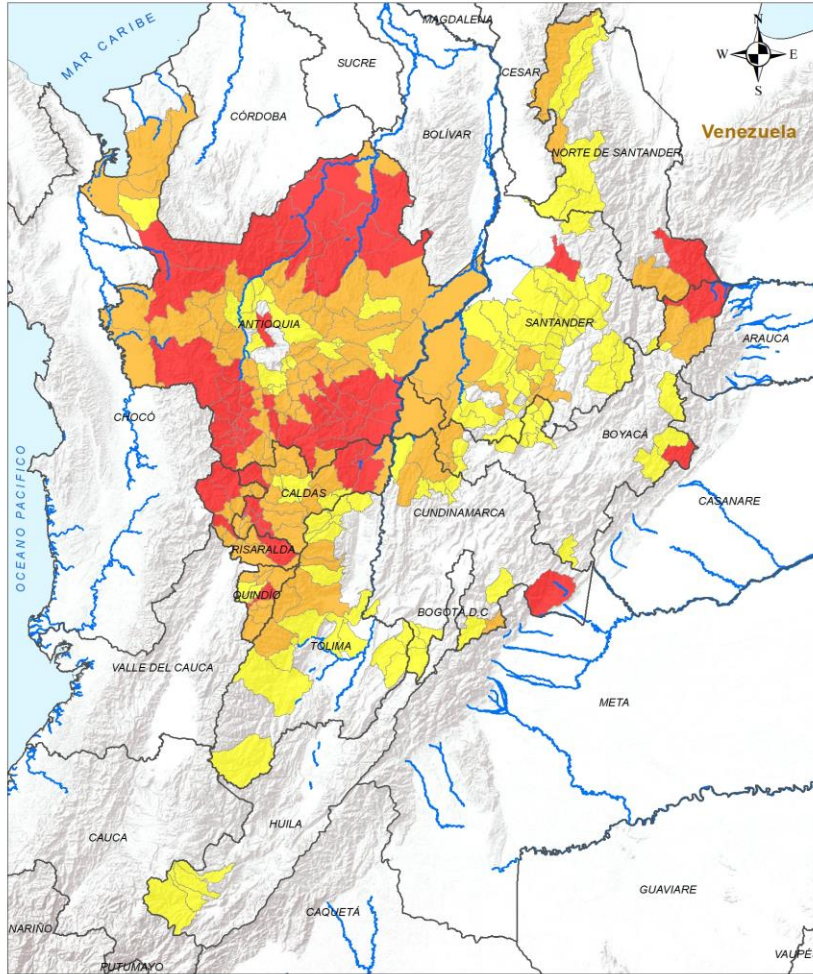 MAGDALENA
N
W E
S
MAR CARIBE
SUCRE
CESAR
CÓRDOBA
BOLÍVAR
Venezuela
NORTE DE SANTANDER
ANTIOQUIA
SANTANDER
ARAUCA
CHOCÓ
BOYACÁ
OCEANO PACIFICO
CALDAS
CASANARE
CUNDINAMARCA
RISARALDA
QUINDÍO
BOGOTÁ D.C
TOLIMA
VALLE DEL CAUCA
META
HUILA
CAUCA
GUAVIARE
CAQUETÁ
NARIÑO
PUTUMAYO
VAUPÉ